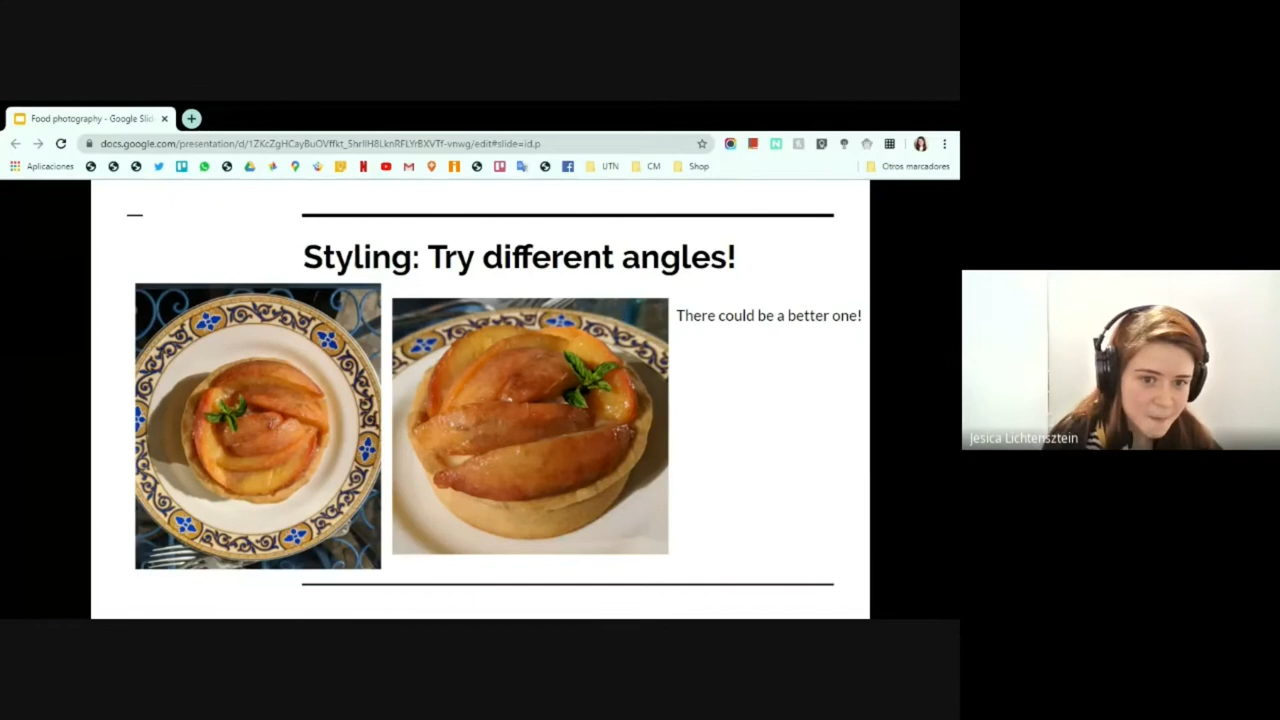 Food photography - Google Slid
docs.google.com/presentation/d/1ZKcZgHCayBuOVffkt_5hrIIH8LknRFLYrBXVTf-vnwg/edit#slide=id.p
Aplicaciones
UTN
CM
Shop
Otros marcadores
Styling: Try different angles!
There could be a better one!
Jesica Lichtensztein